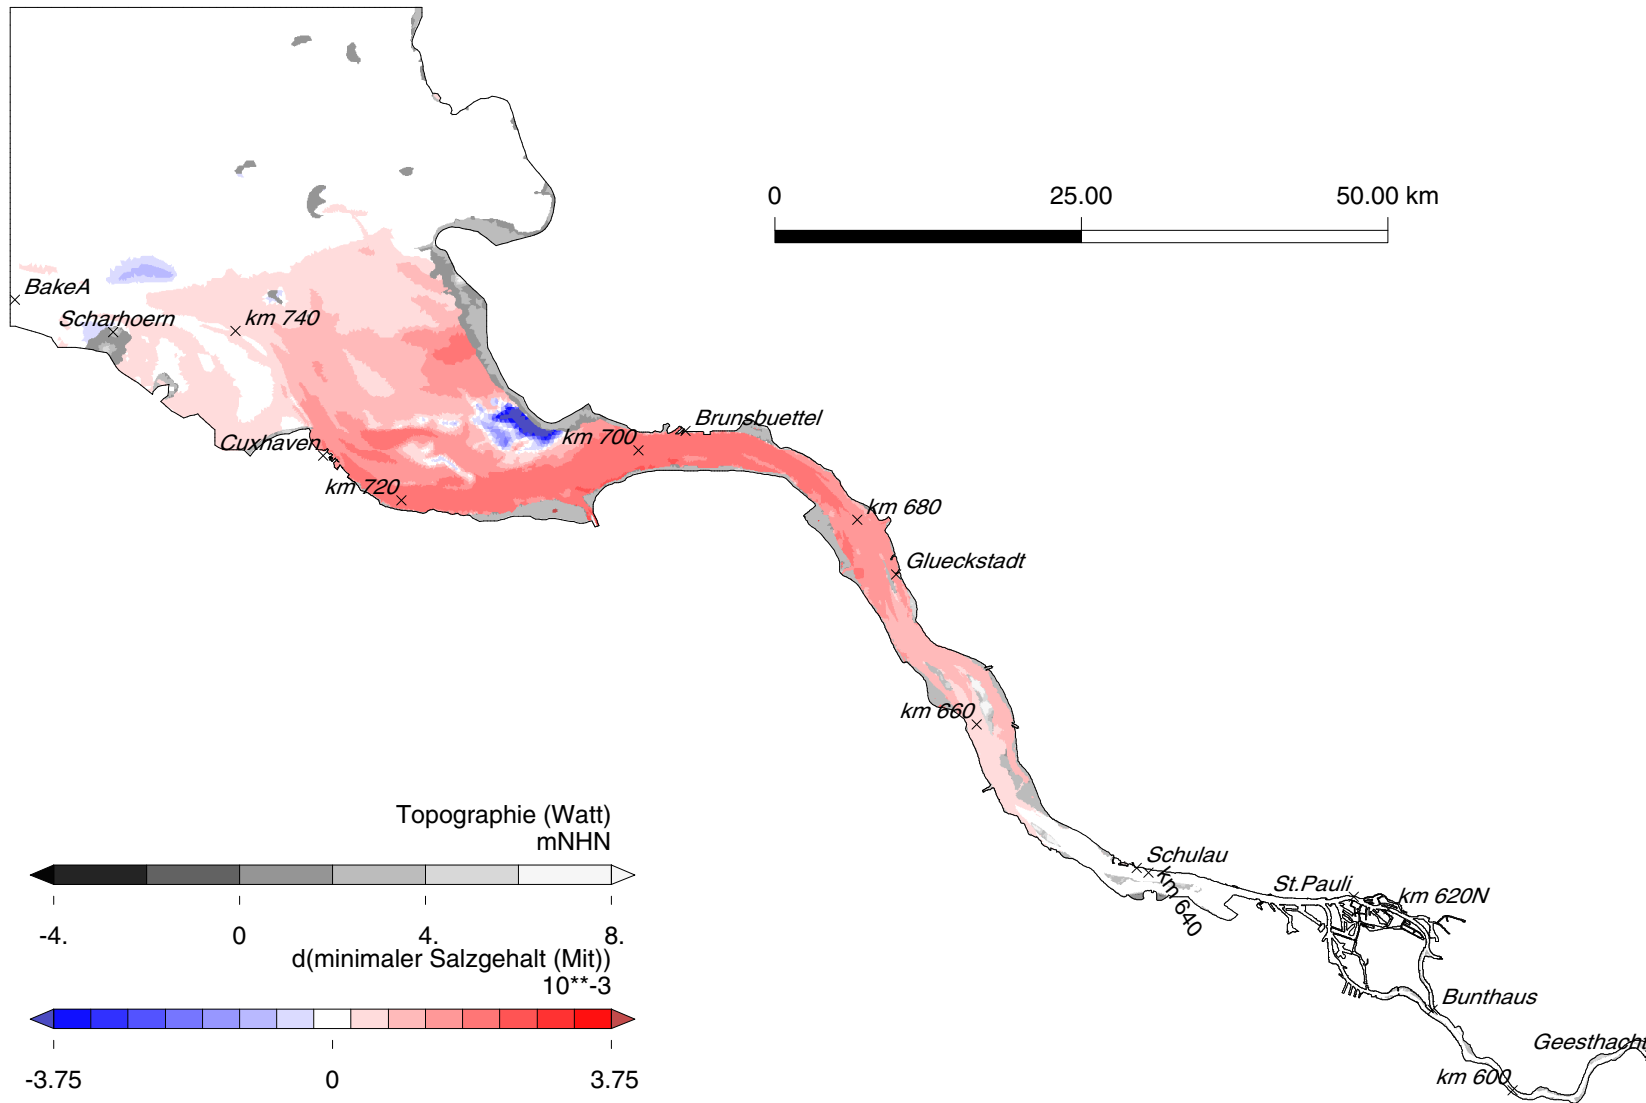 0 25.00 50.00 km
BakeA
Scharhoern
km 740
Cuxhaven
km 720
km 700
Brunsbuettel
km 680
Glueckstadt
km 660
Schulau
km 640
St.Pauli
km 620N
Bunthaus
Geesthacht
km 600
Topographie (Watt)
mNHN
-4. 0 4. 8.
d(minimaler Salzgehalt (Mit))
10**-3
-3.75 0 3.75